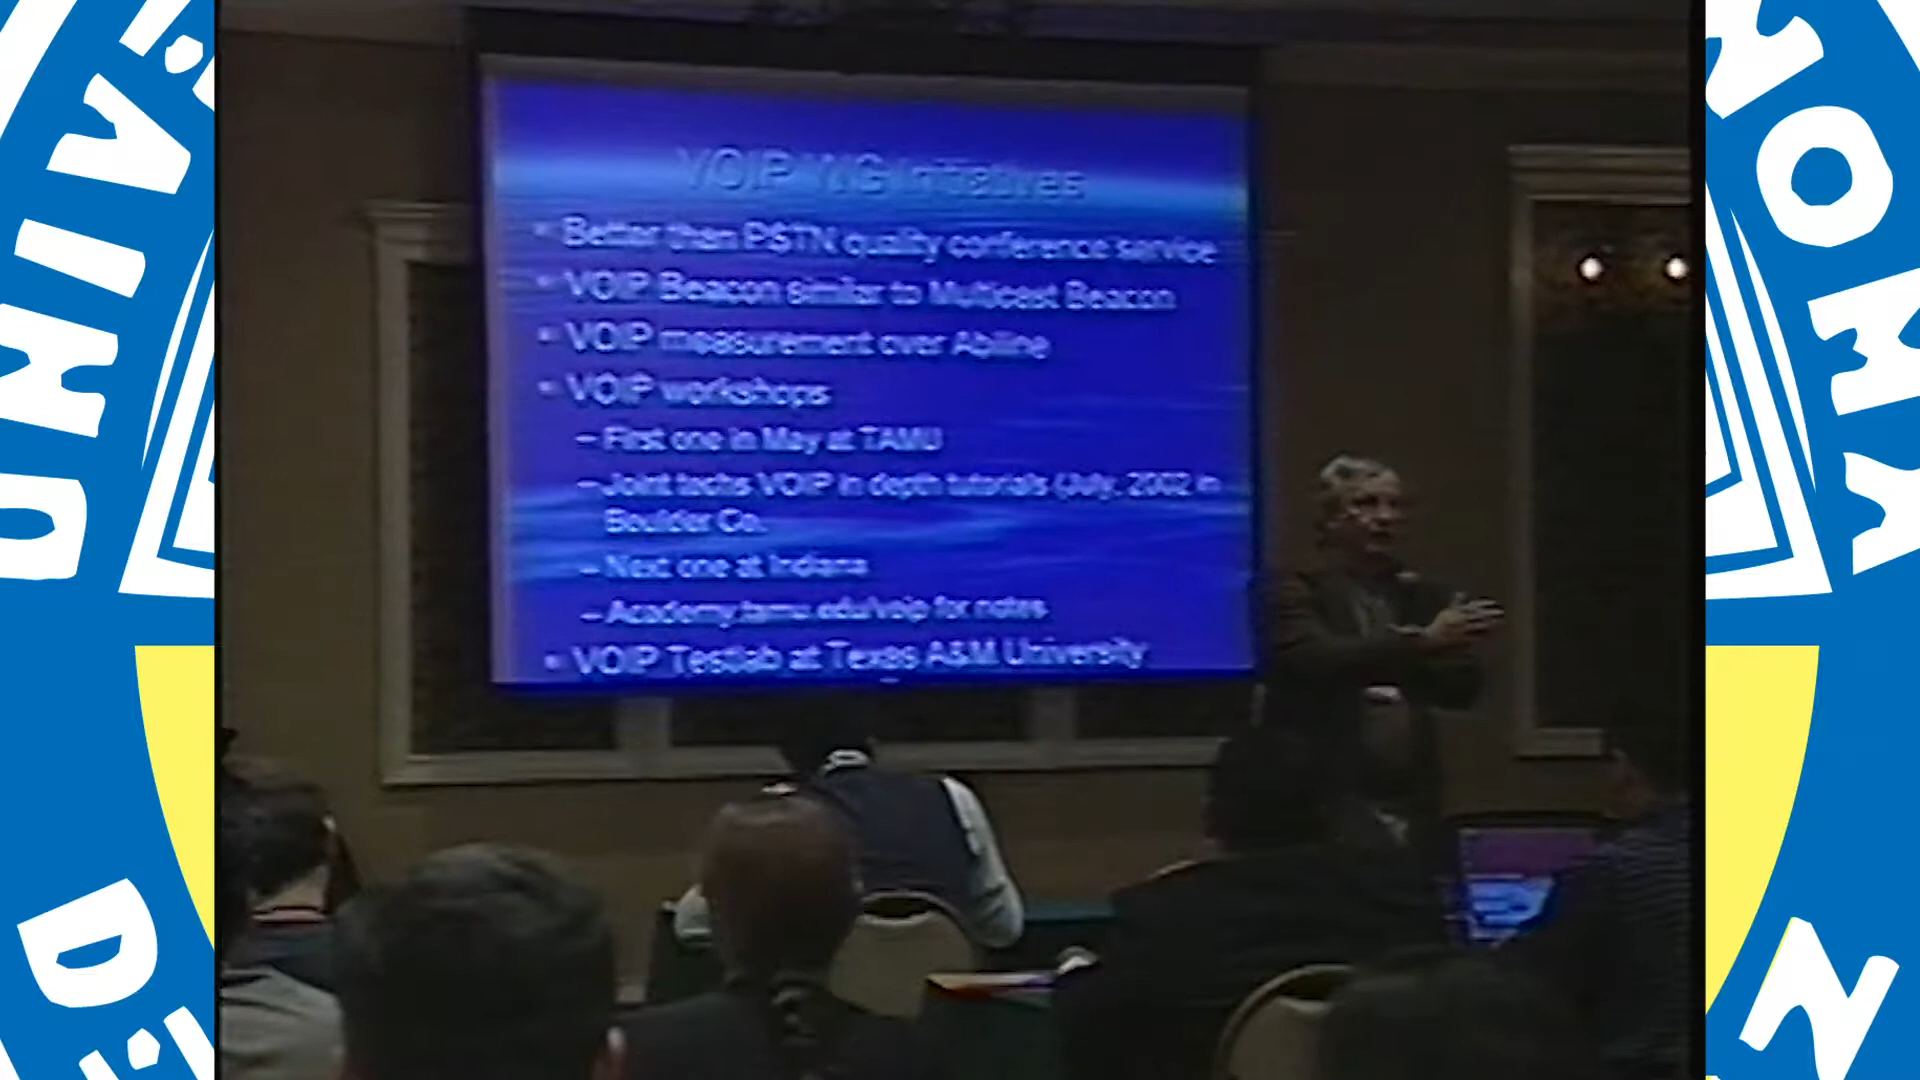 VOIP WG Initiatives
• Better than PSTN quality conference service
• VOIP Beacon similar to Multicast Beacon
• VOIP measurement over Abiline
• VOIP workshops
– First one in May at TAMU
– Joint techs VOIP in depth tutorials (July, 2002 in
Boulder Co.
– Next one at Indiana
– Academy.tamu.edu/voip for notes
• VOIP Testlab at Texas A&M University